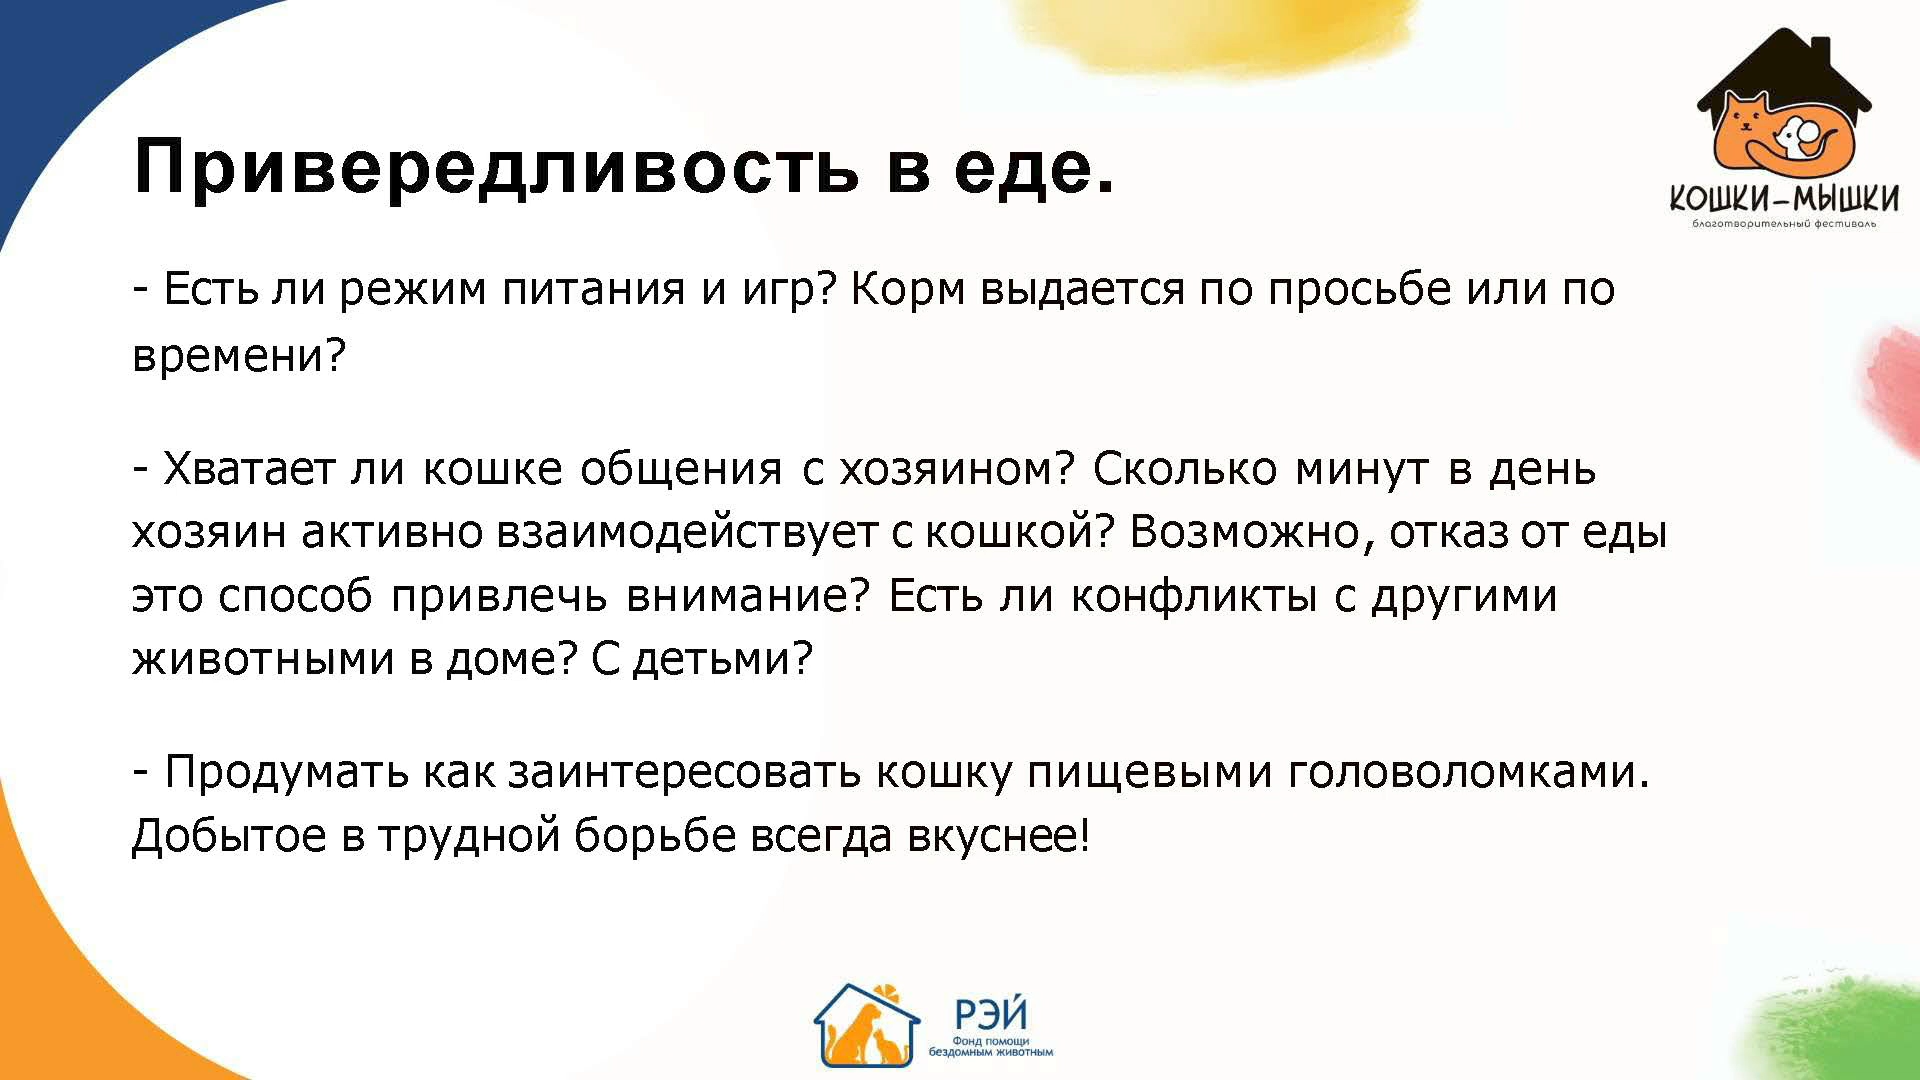 Привередливость в еде.
КОШКИ-МЫШКИ
благотворительный фестиваль
- Есть ли режим питания и игр? Корм выдается по просьбе или по
времени?
- Хватает ли кошке общения с хозяином? Сколько минут в день
хозяин активно взаимодействует с кошкой? Возможно, отказ от еды
это способ привлечь внимание? Есть ли конфликты с другими
животными в доме? С детьми?
- Продумать как заинтересовать кошку пищевыми головоломками.
Добытое в трудной борьбе всегда вкуснее!
РЭЙ
Фонд помощи
бездомным животным